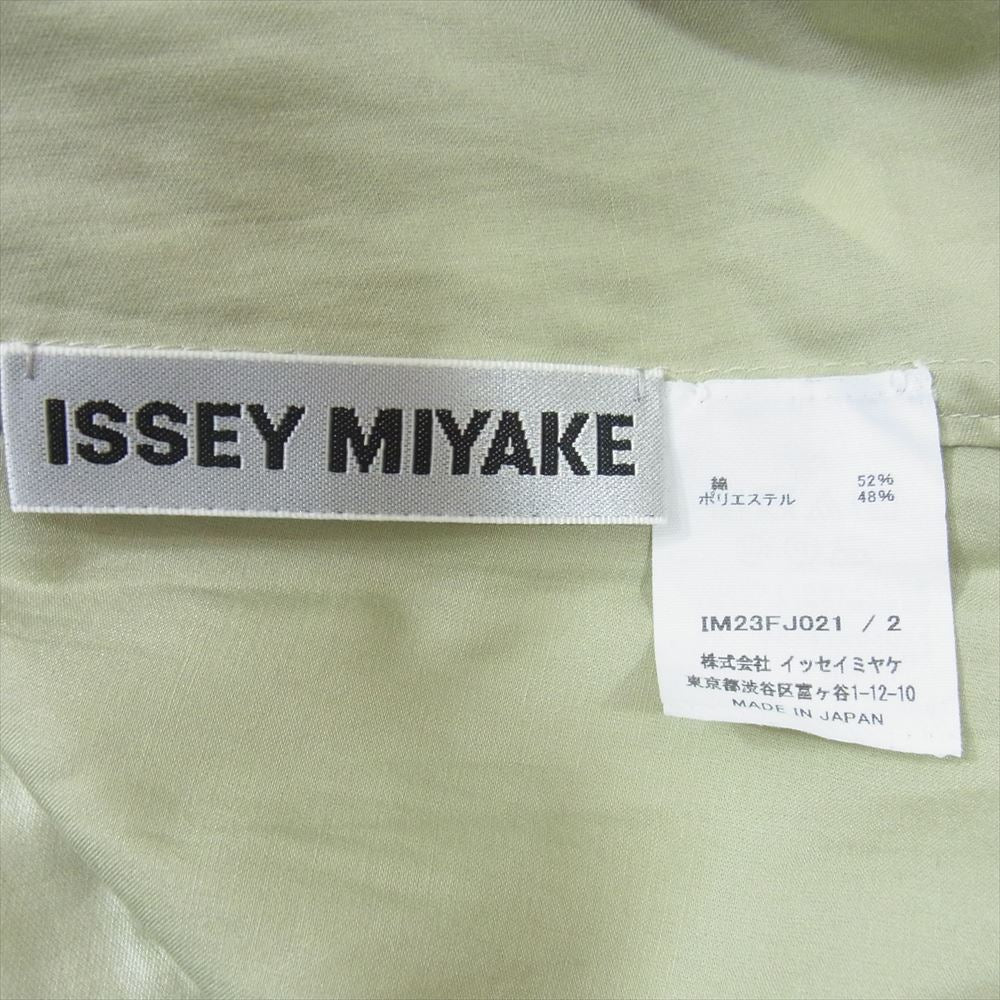 ISSEY MIYAKE
綿 52%
ポリエステル 48%
IM23FJ021 / 2
株式会社 イッセイミヤケ
東京都渋谷区富ヶ谷1-12-10
MADE IN JAPAN